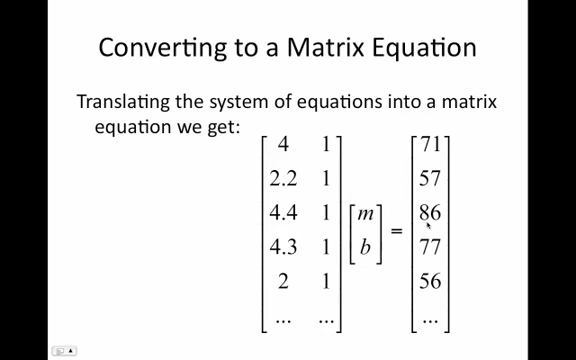 Converting to a Matrix Equation
Translating the system of equations into a matrix
equation we get:
4 1 71
2.2 1 57
4.4 1 m 86
=
4.3 1 b 77
2 1 56
... ... ...